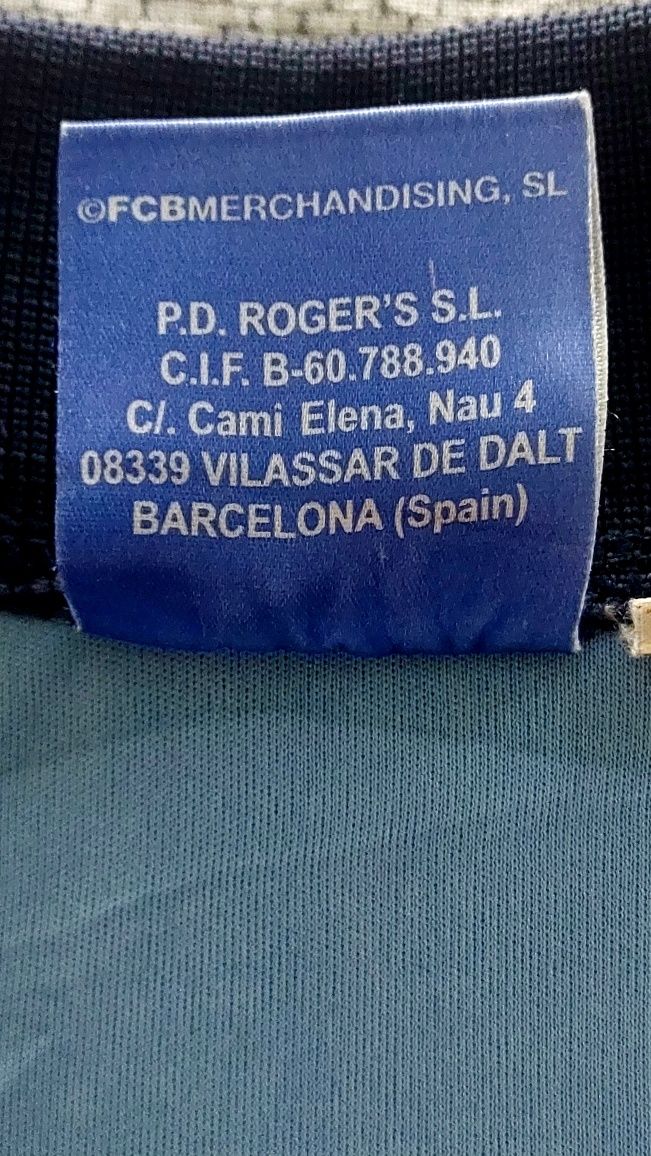 ©FCBMERCHANDISING, SL
P.D. ROGER'S S.L.
C.I.F. B-60.788.940
C/. Cami Elena, Nau 4
08339 VILASSAR DE DALT
BARCELONA (Spain)